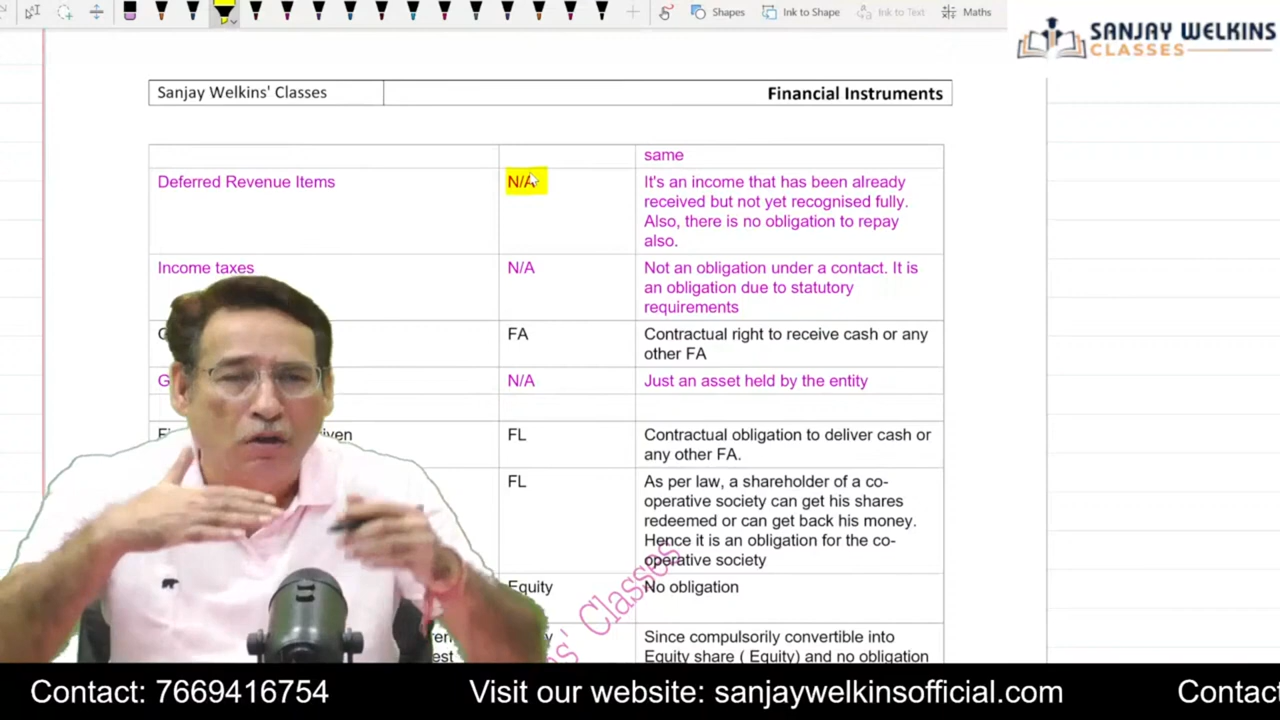 Shapes
Ink to Shape
Ink to Text
Maths
SANJAY WELKINS
CLASSES
Sanjay Welkins' Classes
Financial Instruments
same
Deferred Revenue Items
N/A
It's an income that has been already
received but not yet recognised fully.
Also, there is no obligation to repay
also.
Income taxes
N/A
Not an obligation under a contact. It is
an obligation due to statutory
requirements
FA
Contractual right to receive cash or any
other FA
N/A
Just an asset held by the entity
FL
Contractual obligation to deliver cash or
any other FA.
FL
As per law, a shareholder of a co-
operative society can get his shares
redeemed or can get back his money.
Hence it is an obligation for the co-
operative society
Equity
No obligation
Since compulsorily convertible into
Equity share ( Equity) and no obligation
Classes
Contact: 7669416754
Visit our website: sanjaywelkinsofficial.com
Contac